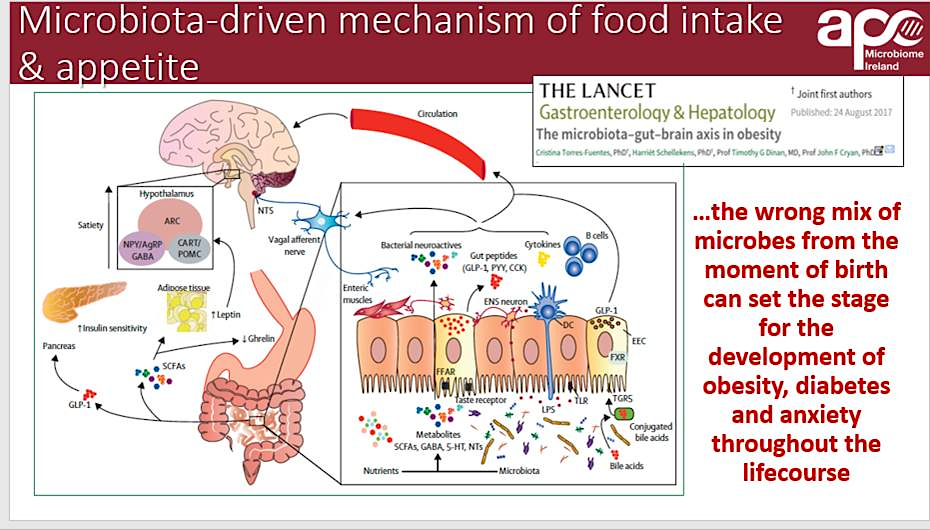 Microbiota-driven mechanism of food intake
& appetite
apc
Microbiome
Ireland
THE LANCET
Gastroenterology & Hepatology
† Joint first authors
Published: 24 August 2017
The microbiota–gut–brain axis in obesity
Cristina Torres-Fuentes, PhD†, Harriët Schellekens, PhD†, Prof Timothy G Dinan, MD, Prof John F Cryan, PhD
Circulation
Hypothalamus
ARC
NPY/AgRP
GABA
CART/
POMC
Satiety
NTS
Vagal afferent
nerve
Adipose tissue
↑Leptin
↑Insulin sensitivity
Pancreas
↓Ghrelin
SCFAs
GLP-1
Bacterial neuroactives
Gut peptides
(GLP-1, PYY, CCK)
Cytokines
B cells
Enteric
muscles
ENS neuron
DC
GLP-1
EEC
FXR
FFAR
Taste receptor
TLR
TGR5
LPS
Conjugated
bile acids
Bile acids
Metabolites
SCFAs, GABA, 5-HT, NTs
Nutrients
Microbiota
...the wrong mix of
microbes from the
moment of birth
can set the stage
for the
development of
obesity, diabetes
and anxiety
throughout the
lifecourse